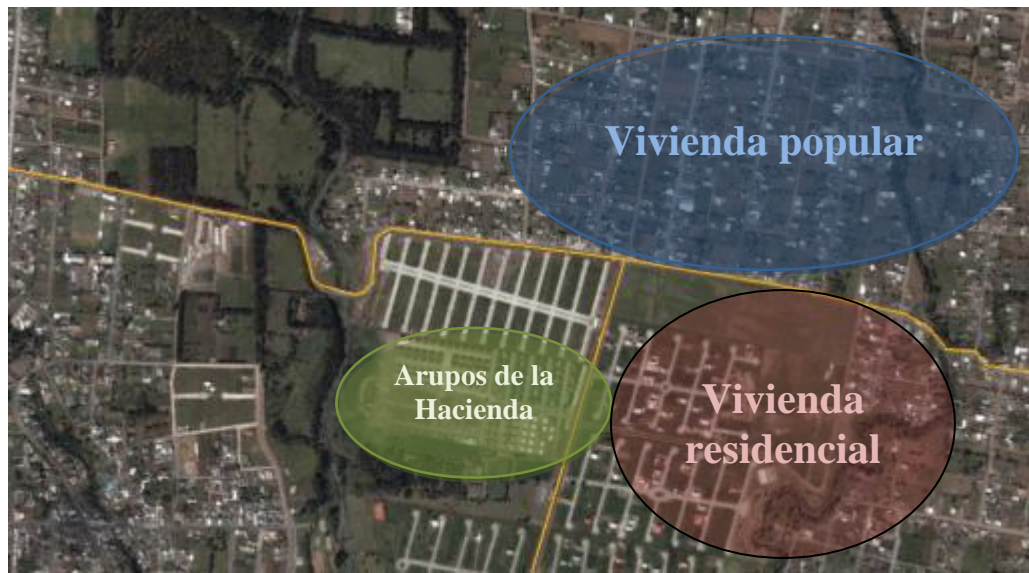 Vivienda popular
Arupos de la
Hacienda
Vivienda
residencial